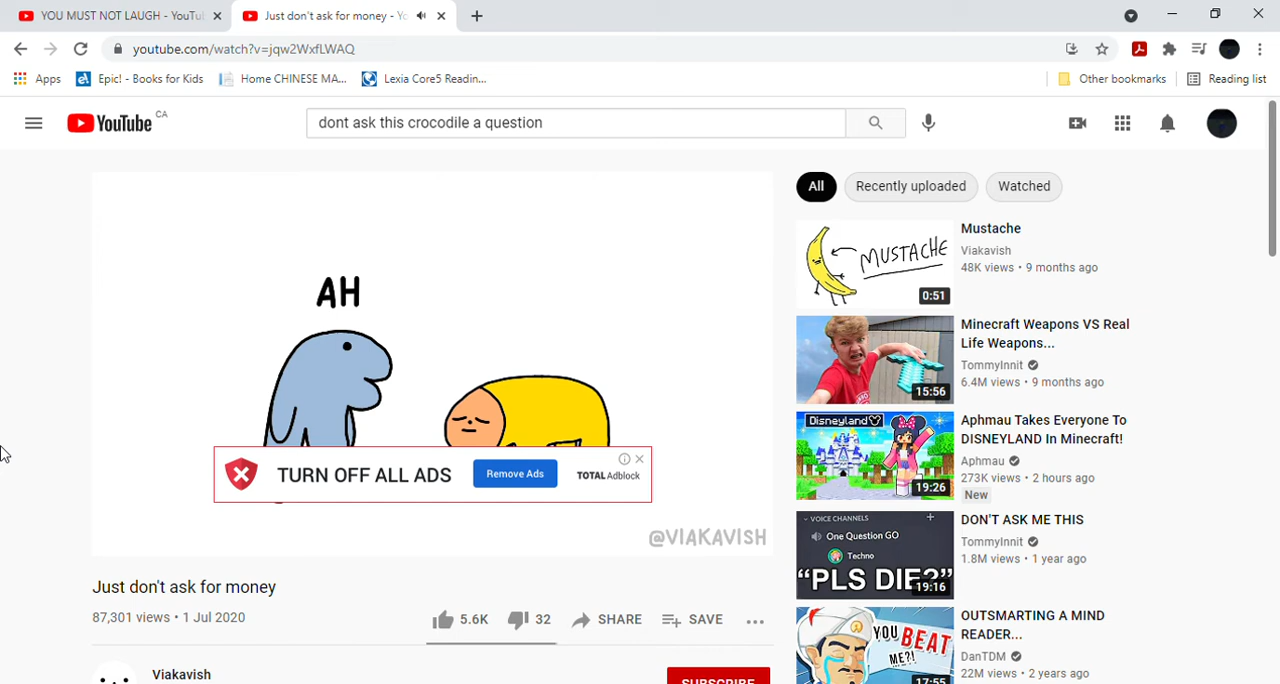 YOU MUST NOT LAUGH - YouTu
Just don't ask for money - Yo
youtube.com/watch?v=jqw2WxfLWAQ
Apps
Epic! - Books for Kids
Home CHINESE MA...
Lexia Core5 Readin...
Other bookmarks
Reading list
YouTube CA
dont ask this crocodile a question
AH
TURN OFF ALL ADS
Remove Ads
TOTAL Adblock
@VIAKAVISH
Just don't ask for money
87,301 views • 1 Jul 2020
5.6K
32
SHARE
SAVE
Viakavish
SUBSCRIBE
All
Recently uploaded
Watched
MUSTACHE
0:51
Mustache
Viakavish
48K views • 9 months ago
15:56
Minecraft Weapons VS Real
Life Weapons...
TommyInnit
6.4M views • 9 months ago
Disneyland
19:26
Aphmau Takes Everyone To
DISNEYLAND In Minecraft!
Aphmau
273K views • 2 hours ago
New
VOICE CHANNELS
One Question GO
Techno
"PLS DIE?"
19:16
DON'T ASK ME THIS
TommyInnit
1.8M views • 1 year ago
YOU BEAT
ME?!
17:55
OUTSMARTING A MIND
READER...
DanTDM
22M views • 2 years ago